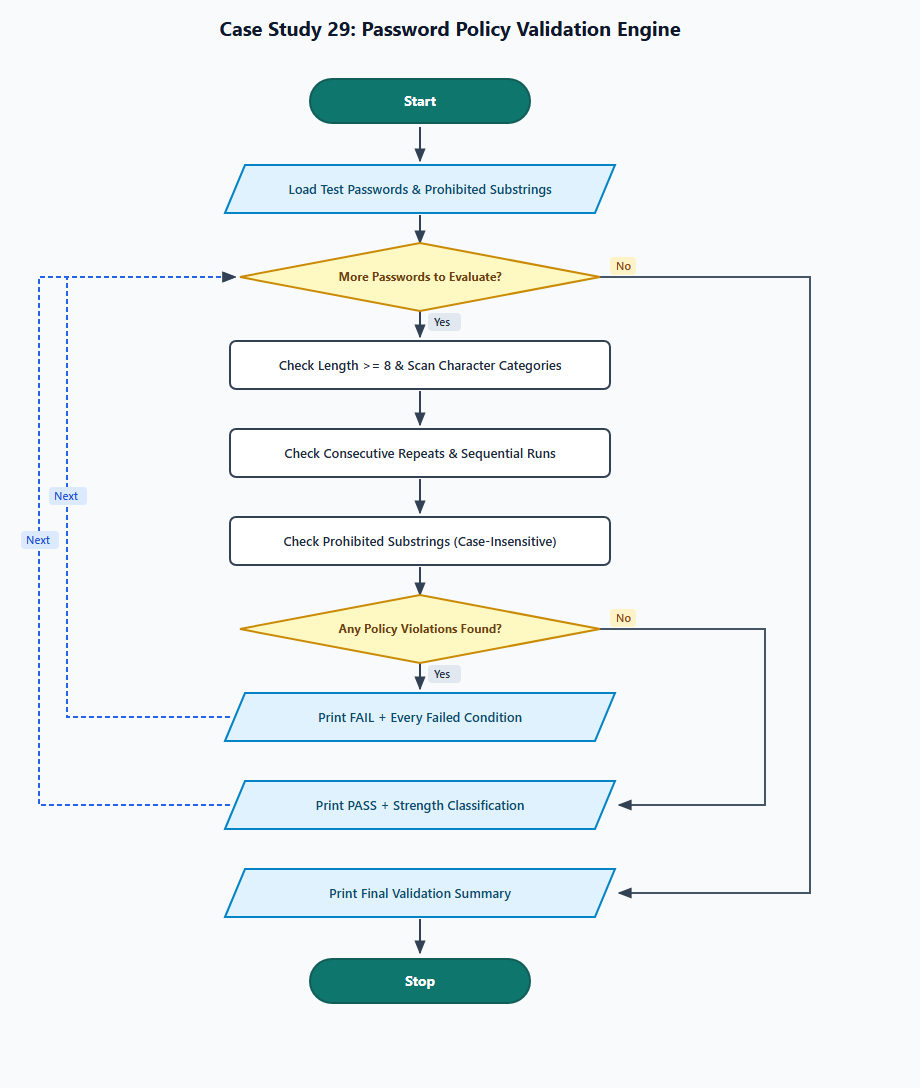 Case Study 29: Password Policy Validation Engine
Start
Load Test Passwords & Prohibited Substrings
More Passwords to Evaluate?
No
Yes
Check Length >= 8 & Scan Character Categories
Check Consecutive Repeats & Sequential Runs
Next
Next
Check Prohibited Substrings (Case-Insensitive)
Any Policy Violations Found?
No
Yes
Print FAIL + Every Failed Condition
Print PASS + Strength Classification
Print Final Validation Summary
Stop